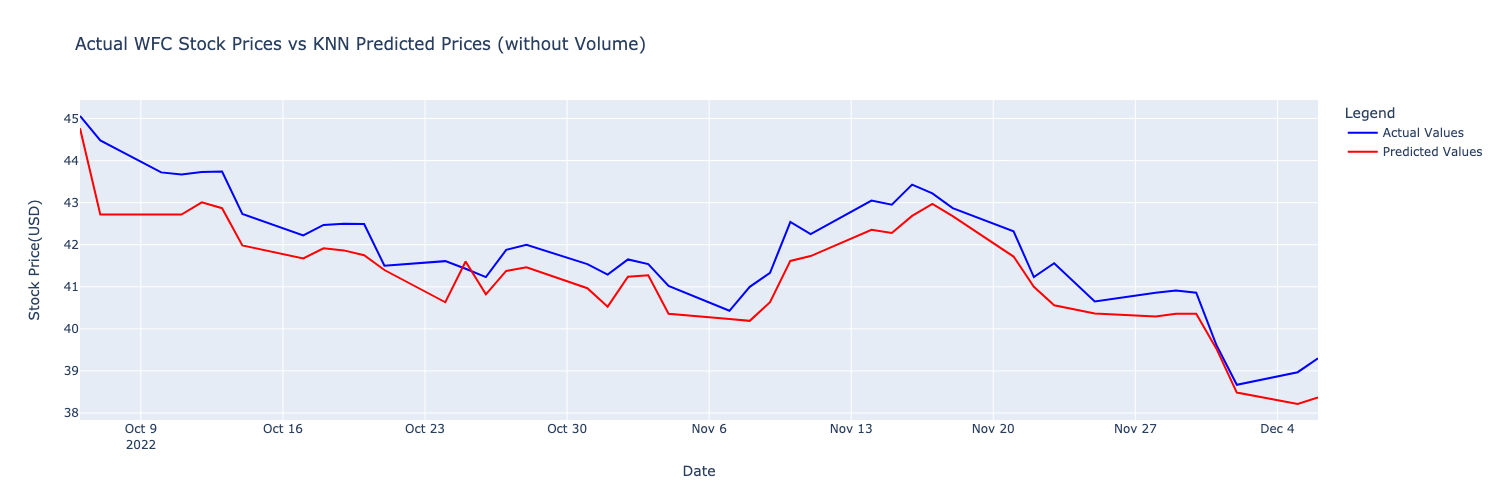 Actual WFC Stock Prices vs KNN Predicted Prices (without Volume)
Legend
Actual Values
Predicted Values
Stock Price(USD)
45
44
43
42
41
40
39
38
Oct 9
2022
Oct 16
Oct 23
Oct 30
Nov 6
Nov 13
Nov 20
Nov 27
Dec 4
Date